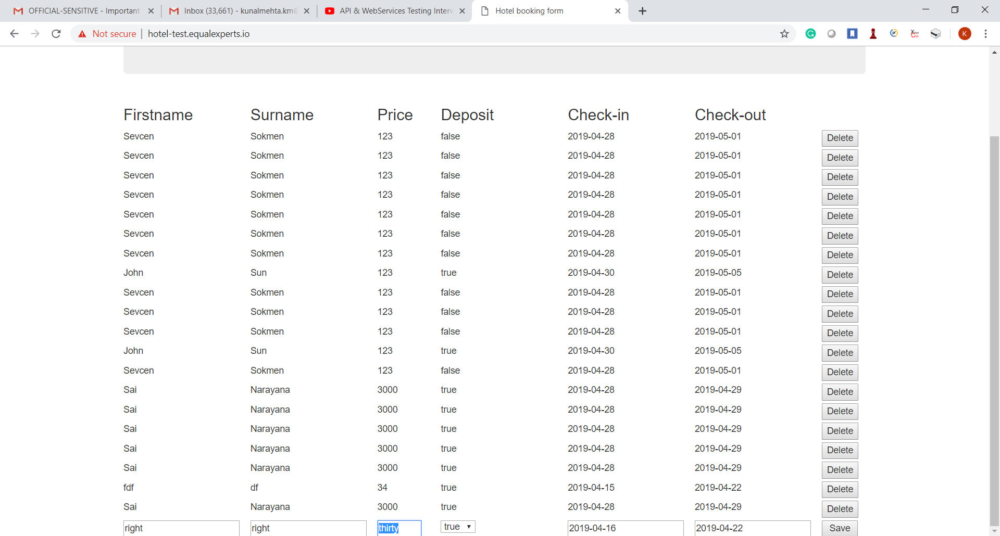 OFFICIAL-SENSITIVE - Important Inbox (33,661) - kunalmehta.km@ API & WebServices Testing Interv Hotel booking form
Not secure hotel-test.equalexperts.io K
Firstname Surname Price Deposit Check-in Check-out
Sevcen Sokmen 123 false 2019-04-28 2019-05-01 Delete
Sevcen Sokmen 123 false 2019-04-28 2019-05-01 Delete
Sevcen Sokmen 123 false 2019-04-28 2019-05-01 Delete
Sevcen Sokmen 123 false 2019-04-28 2019-05-01 Delete
Sevcen Sokmen 123 false 2019-04-28 2019-05-01 Delete
Sevcen Sokmen 123 false 2019-04-28 2019-05-01 Delete
Sevcen Sokmen 123 false 2019-04-28 2019-05-01 Delete
John Sun 123 true 2019-04-30 2019-05-05 Delete
Sevcen Sokmen 123 false 2019-04-28 2019-05-01 Delete
Sevcen Sokmen 123 false 2019-04-28 2019-05-01 Delete
Sevcen Sokmen 123 false 2019-04-28 2019-05-01 Delete
John Sun 123 true 2019-04-30 2019-05-05 Delete
Sevcen Sokmen 123 false 2019-04-28 2019-05-01 Delete
Sai Narayana 3000 true 2019-04-28 2019-04-29 Delete
Sai Narayana 3000 true 2019-04-28 2019-04-29 Delete
Sai Narayana 3000 true 2019-04-28 2019-04-29 Delete
Sai Narayana 3000 true 2019-04-28 2019-04-29 Delete
Sai Narayana 3000 true 2019-04-28 2019-04-29 Delete
fdf df 34 true 2019-04-15 2019-04-22 Delete
Sai Narayana 3000 true 2019-04-28 2019-04-29 Delete
right right thirty true 2019-04-16 2019-04-22 Save